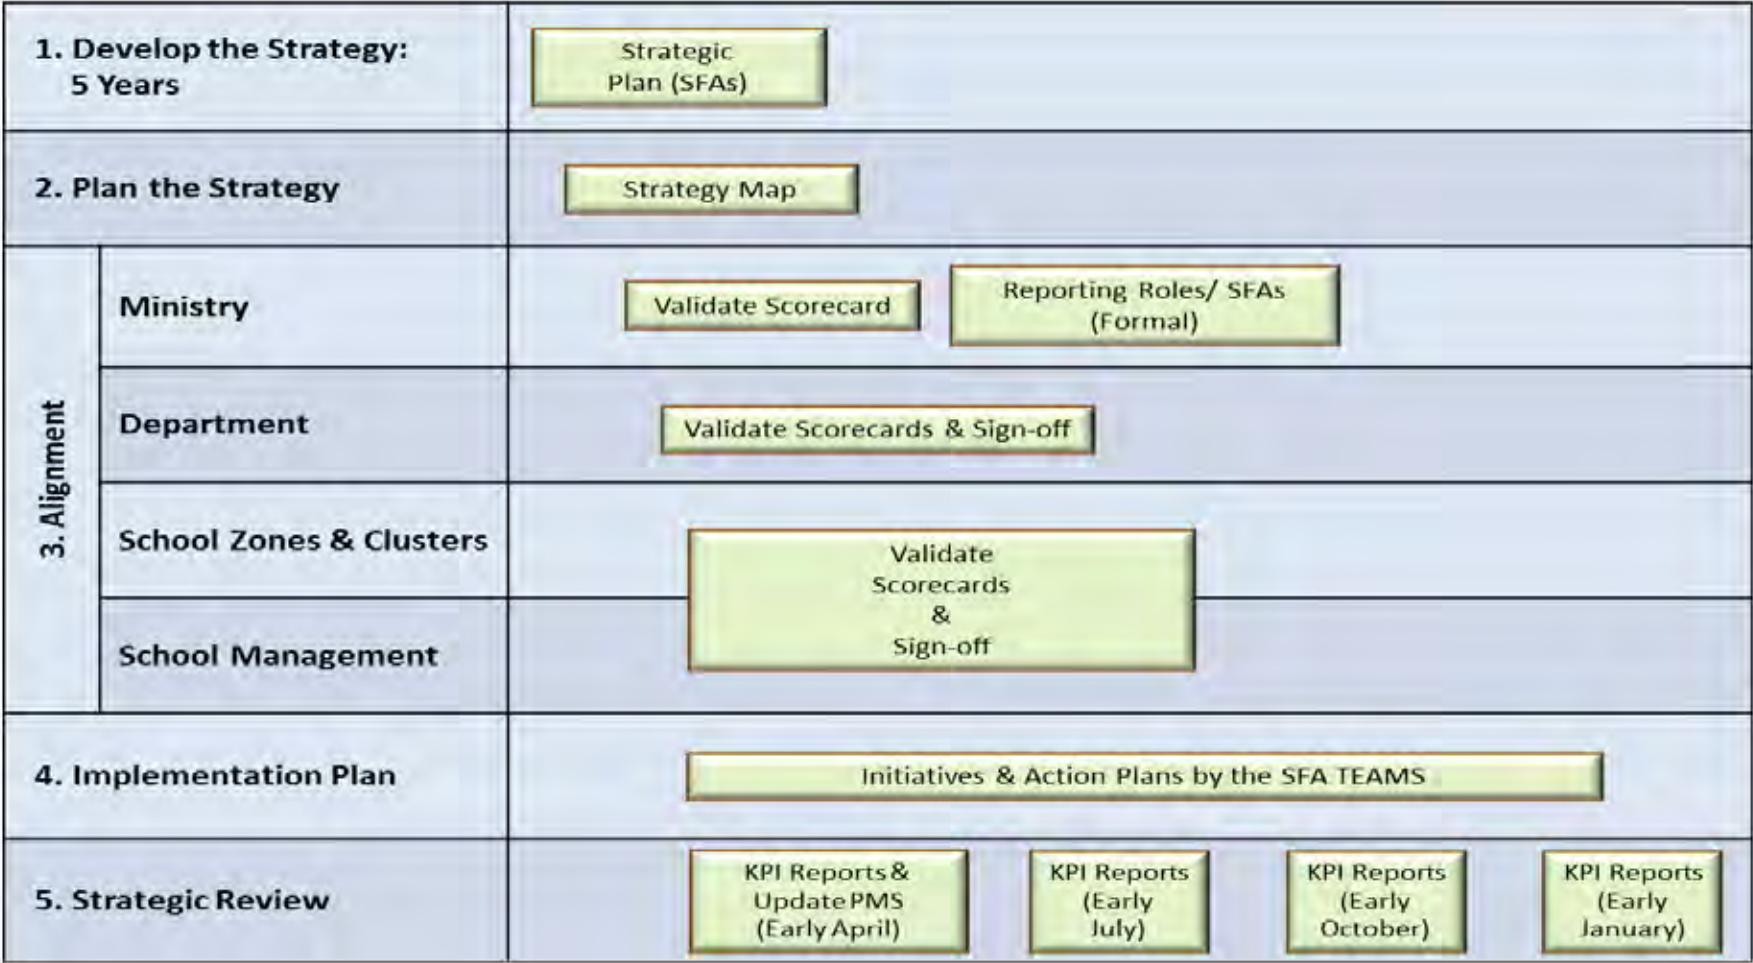 1. Develop the Strategy:
5 Years
Strategic
Plan (SFAs)
2. Plan the Strategy
Strategy Map
3. Alignment
Ministry
Validate Scorecard
Reporting Roles/ SFAs
(Formal)
Department
Validate Scorecards & Sign-off
School Zones & Clusters
School Management
Validate
Scorecards
&
Sign-off
4. Implementation Plan
Initiatives & Action Plans by the SFA TEAMS
5. Strategic Review
KPI Reports &
Update PMS
(Early April)
KPI Reports
(Early
July)
KPI Reports
(Early
October)
KPI Reports
(Early
January)